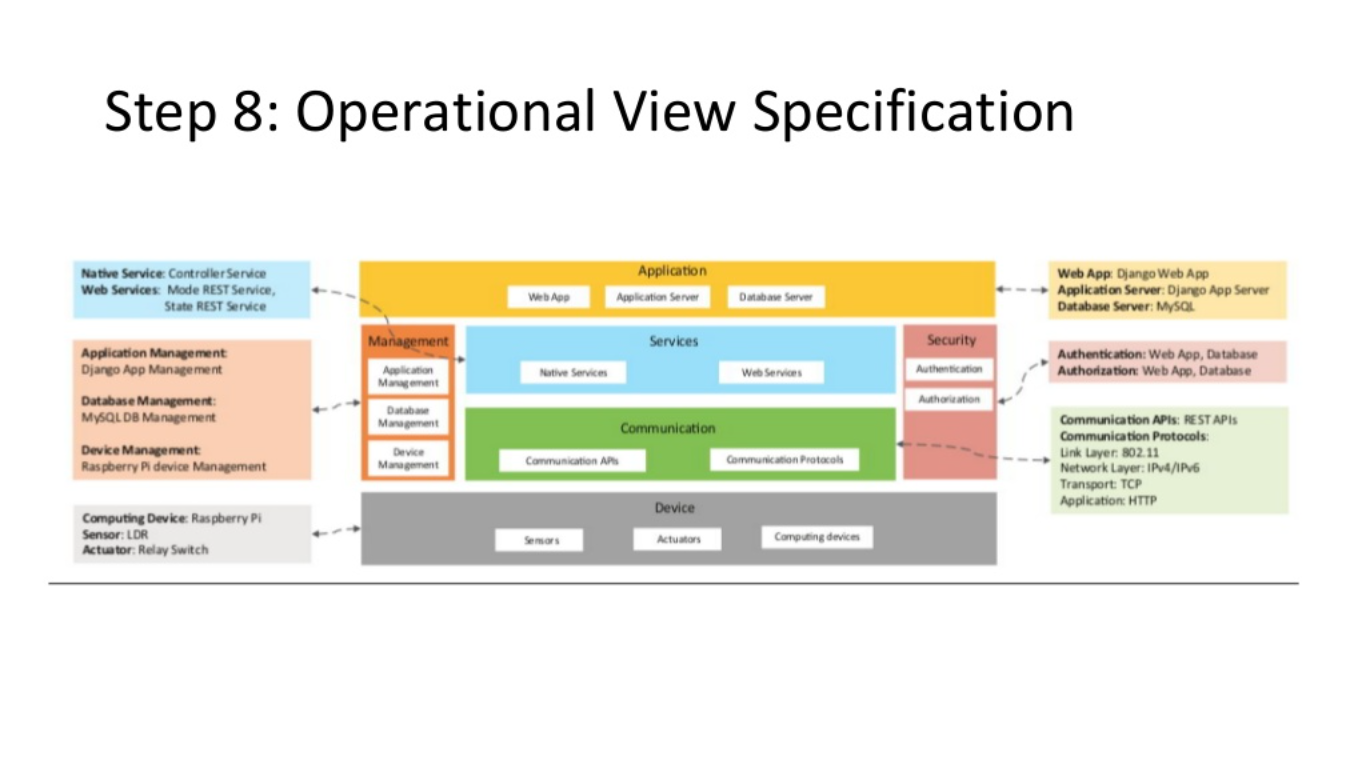 Step 8: Operational View Specification
Native Service: Controller Service
Web Services: Mode REST Service,
State REST Service
Application Management:
Django App Management
Database Management:
MySQL DB Management
Device Management:
Raspberry Pi device Management
Computing Device: Raspberry Pi
Sensor: LDR
Actuator: Relay Switch
Application
Web App
Application Server
Database Server
Management
Application
Management
Database
Management
Device
Management
Services
Native Services
Web Services
Communication
Communication APIs
Communication Protocols
Security
Authentication
Authorization
Device
Sensors
Actuators
Computing devices
Web App: Django Web App
Application Server: Django App Server
Database Server: MySQL
Authentication: Web App, Database
Authorization: Web App, Database
Communication APIs: REST APIs
Communication Protocols:
Link Layer: 802.11
Network Layer: IPv4/IPv6
Transport: TCP
Application: HTTP